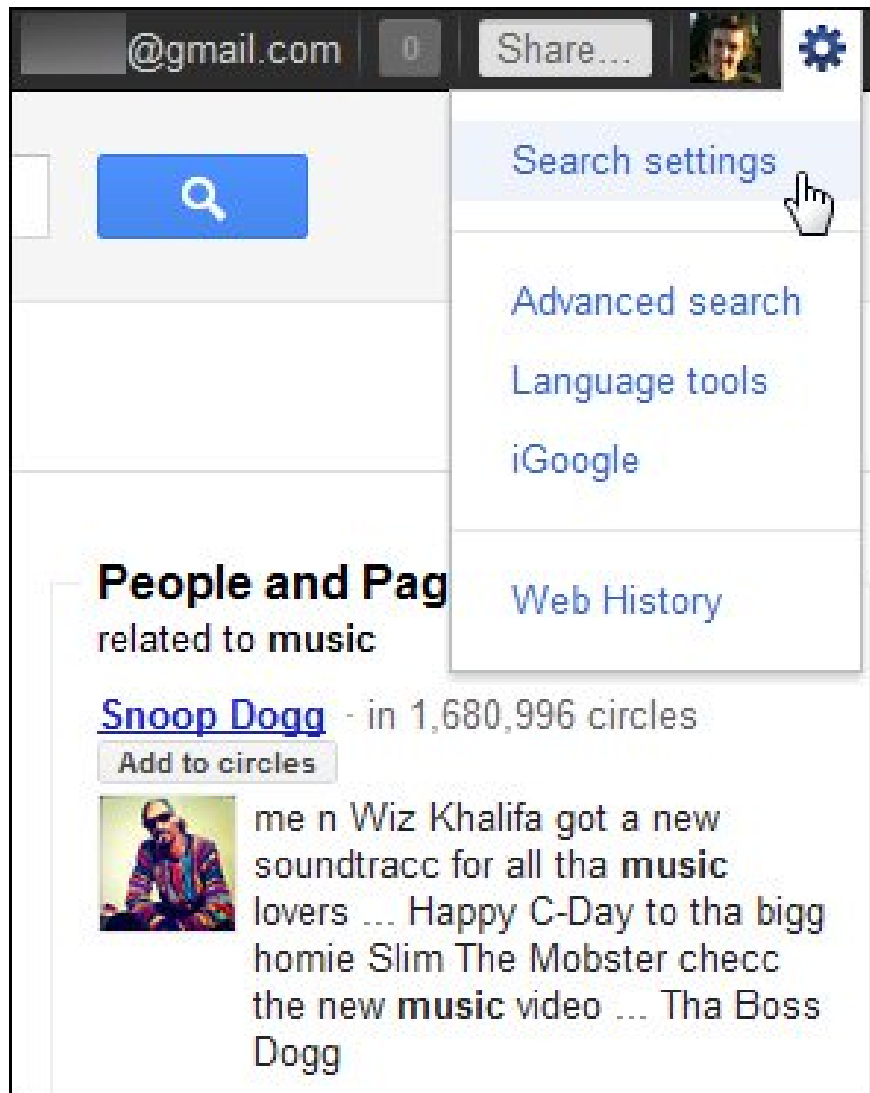 @gmail.com 0 Share...
Search settings
Advanced search
Language tools
iGoogle
Web History
People and Pag
related to music
Snoop Dogg · in 1,680,996 circles
Add to circles
me n Wiz Khalifa got a new
soundtracc for all tha music
lovers ... Happy C-Day to tha bigg
homie Slim The Mobster checc
the new music video ... Tha Boss
Dogg